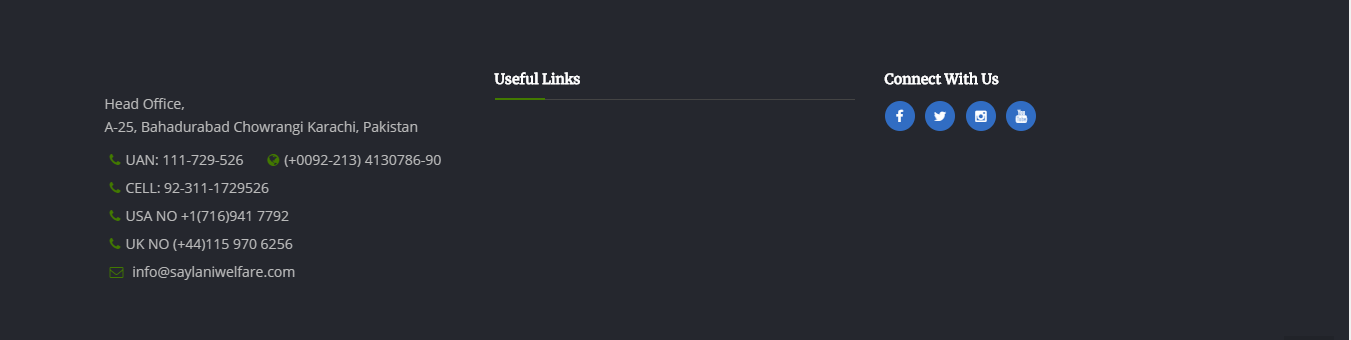 Head Office,
A-25, Bahadurabad Chowrangi Karachi, Pakistan
UAN: 111-729-526 (+0092-213) 4130786-90
CELL: 92-311-1729526
USA NO +1(716)941 7792
UK NO (+44)115 970 6256
info@saylaniwelfare.com
Useful Links
Connect With Us